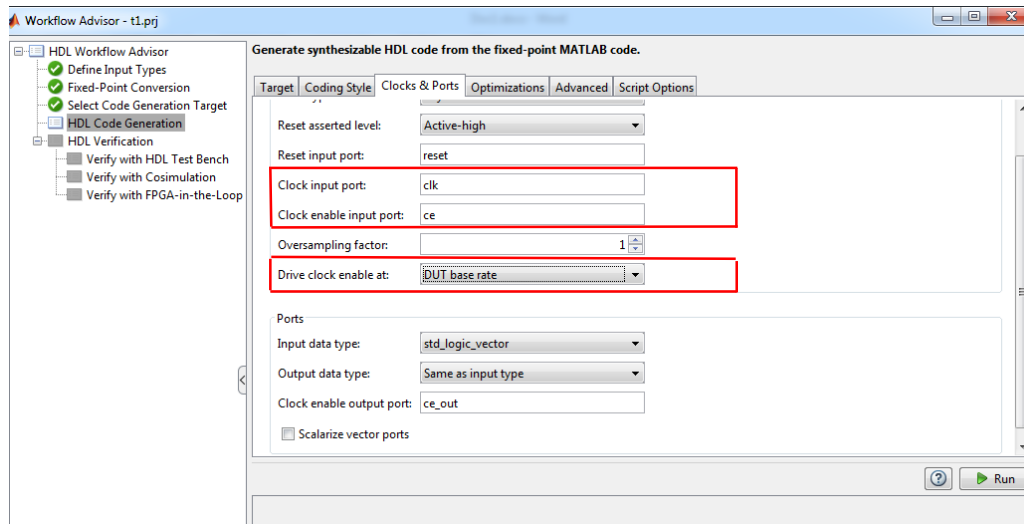 Workflow Advisor - t1.prj
HDL Workflow Advisor
Define Input Types
Fixed-Point Conversion
Select Code Generation Target
HDL Code Generation
HDL Verification
Verify with HDL Test Bench
Verify with Cosimulation
Verify with FPGA-in-the-Loop
Generate synthesizable HDL code from the fixed-point MATLAB code.
Target Coding Style Clocks & Ports Optimizations Advanced Script Options
Reset asserted level: Active-high
Reset input port: reset
Clock input port: clk
Clock enable input port: ce
Oversampling factor: 1
Drive clock enable at: DUT base rate
Ports
Input data type: std_logic_vector
Output data type: Same as input type
Clock enable output port: ce_out
Scalarize vector ports
? Run